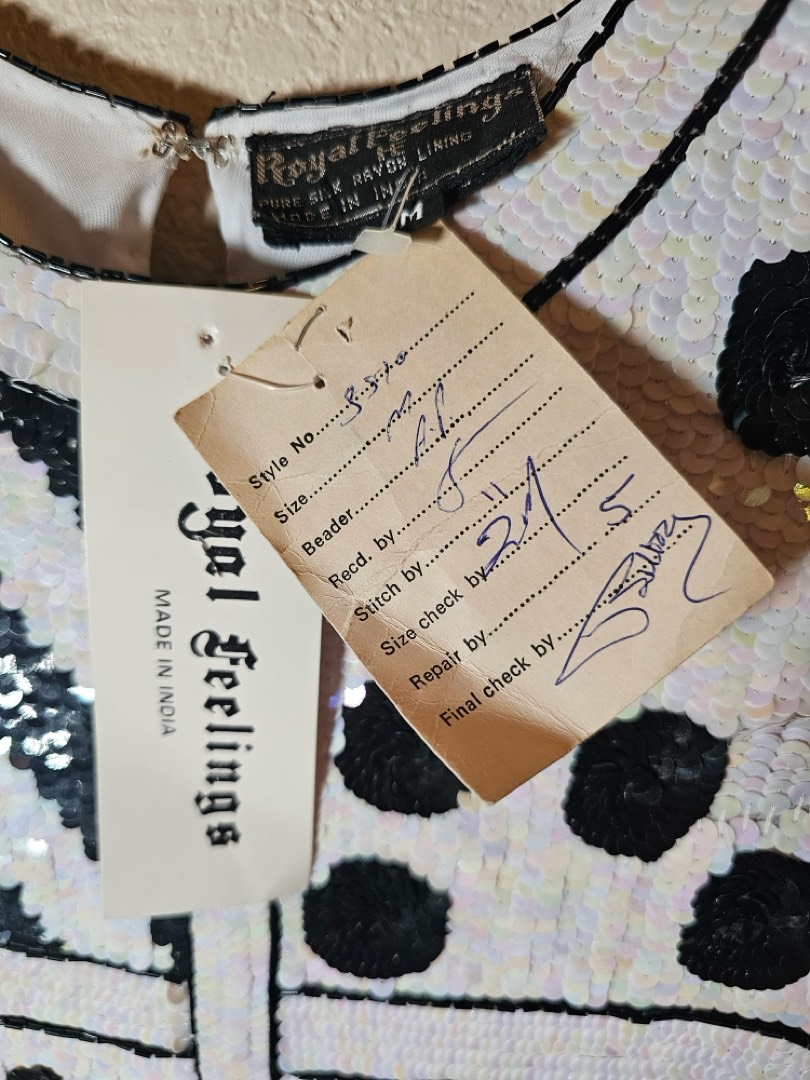 Royal Feelings
PURE SILK RAYON LINING
MADE IN INDIA
M
Style No
Size M
Beader
Recd. by
Stitch by "
Size check by
Repair by 5
Final check by
Feelings
MADE IN INDIA